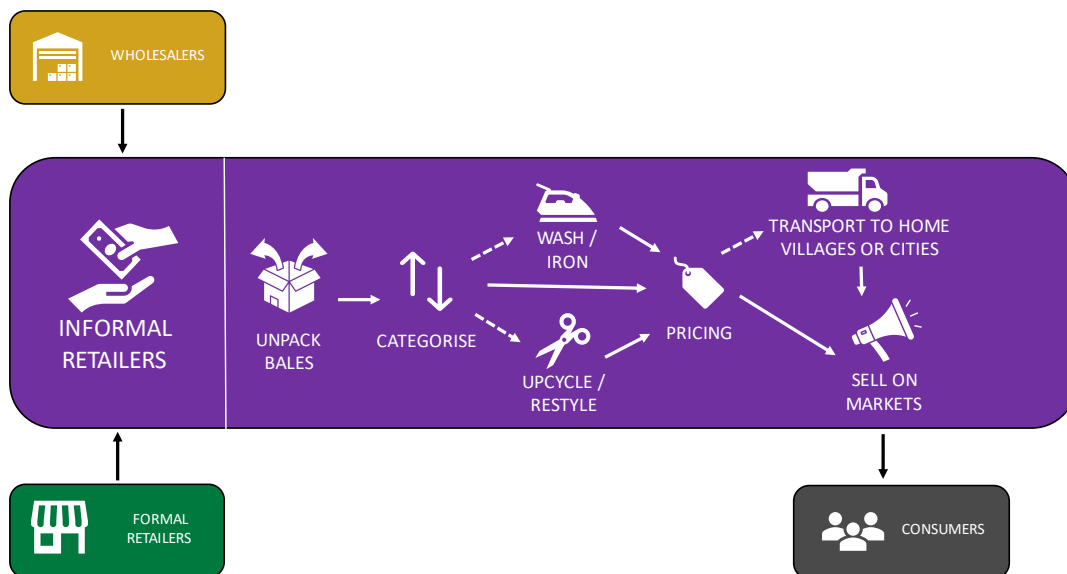 WHOLESALERS
INFORMAL
RETAILERS
UNPACK
BALES
CATEGORISE
WASH /
IRON
UPCYCLE /
RESTYLE
PRICING
TRANSPORT TO HOME
VILLAGES OR CITIES
SELL ON
MARKETS
FORMAL
RETAILERS
CONSUMERS